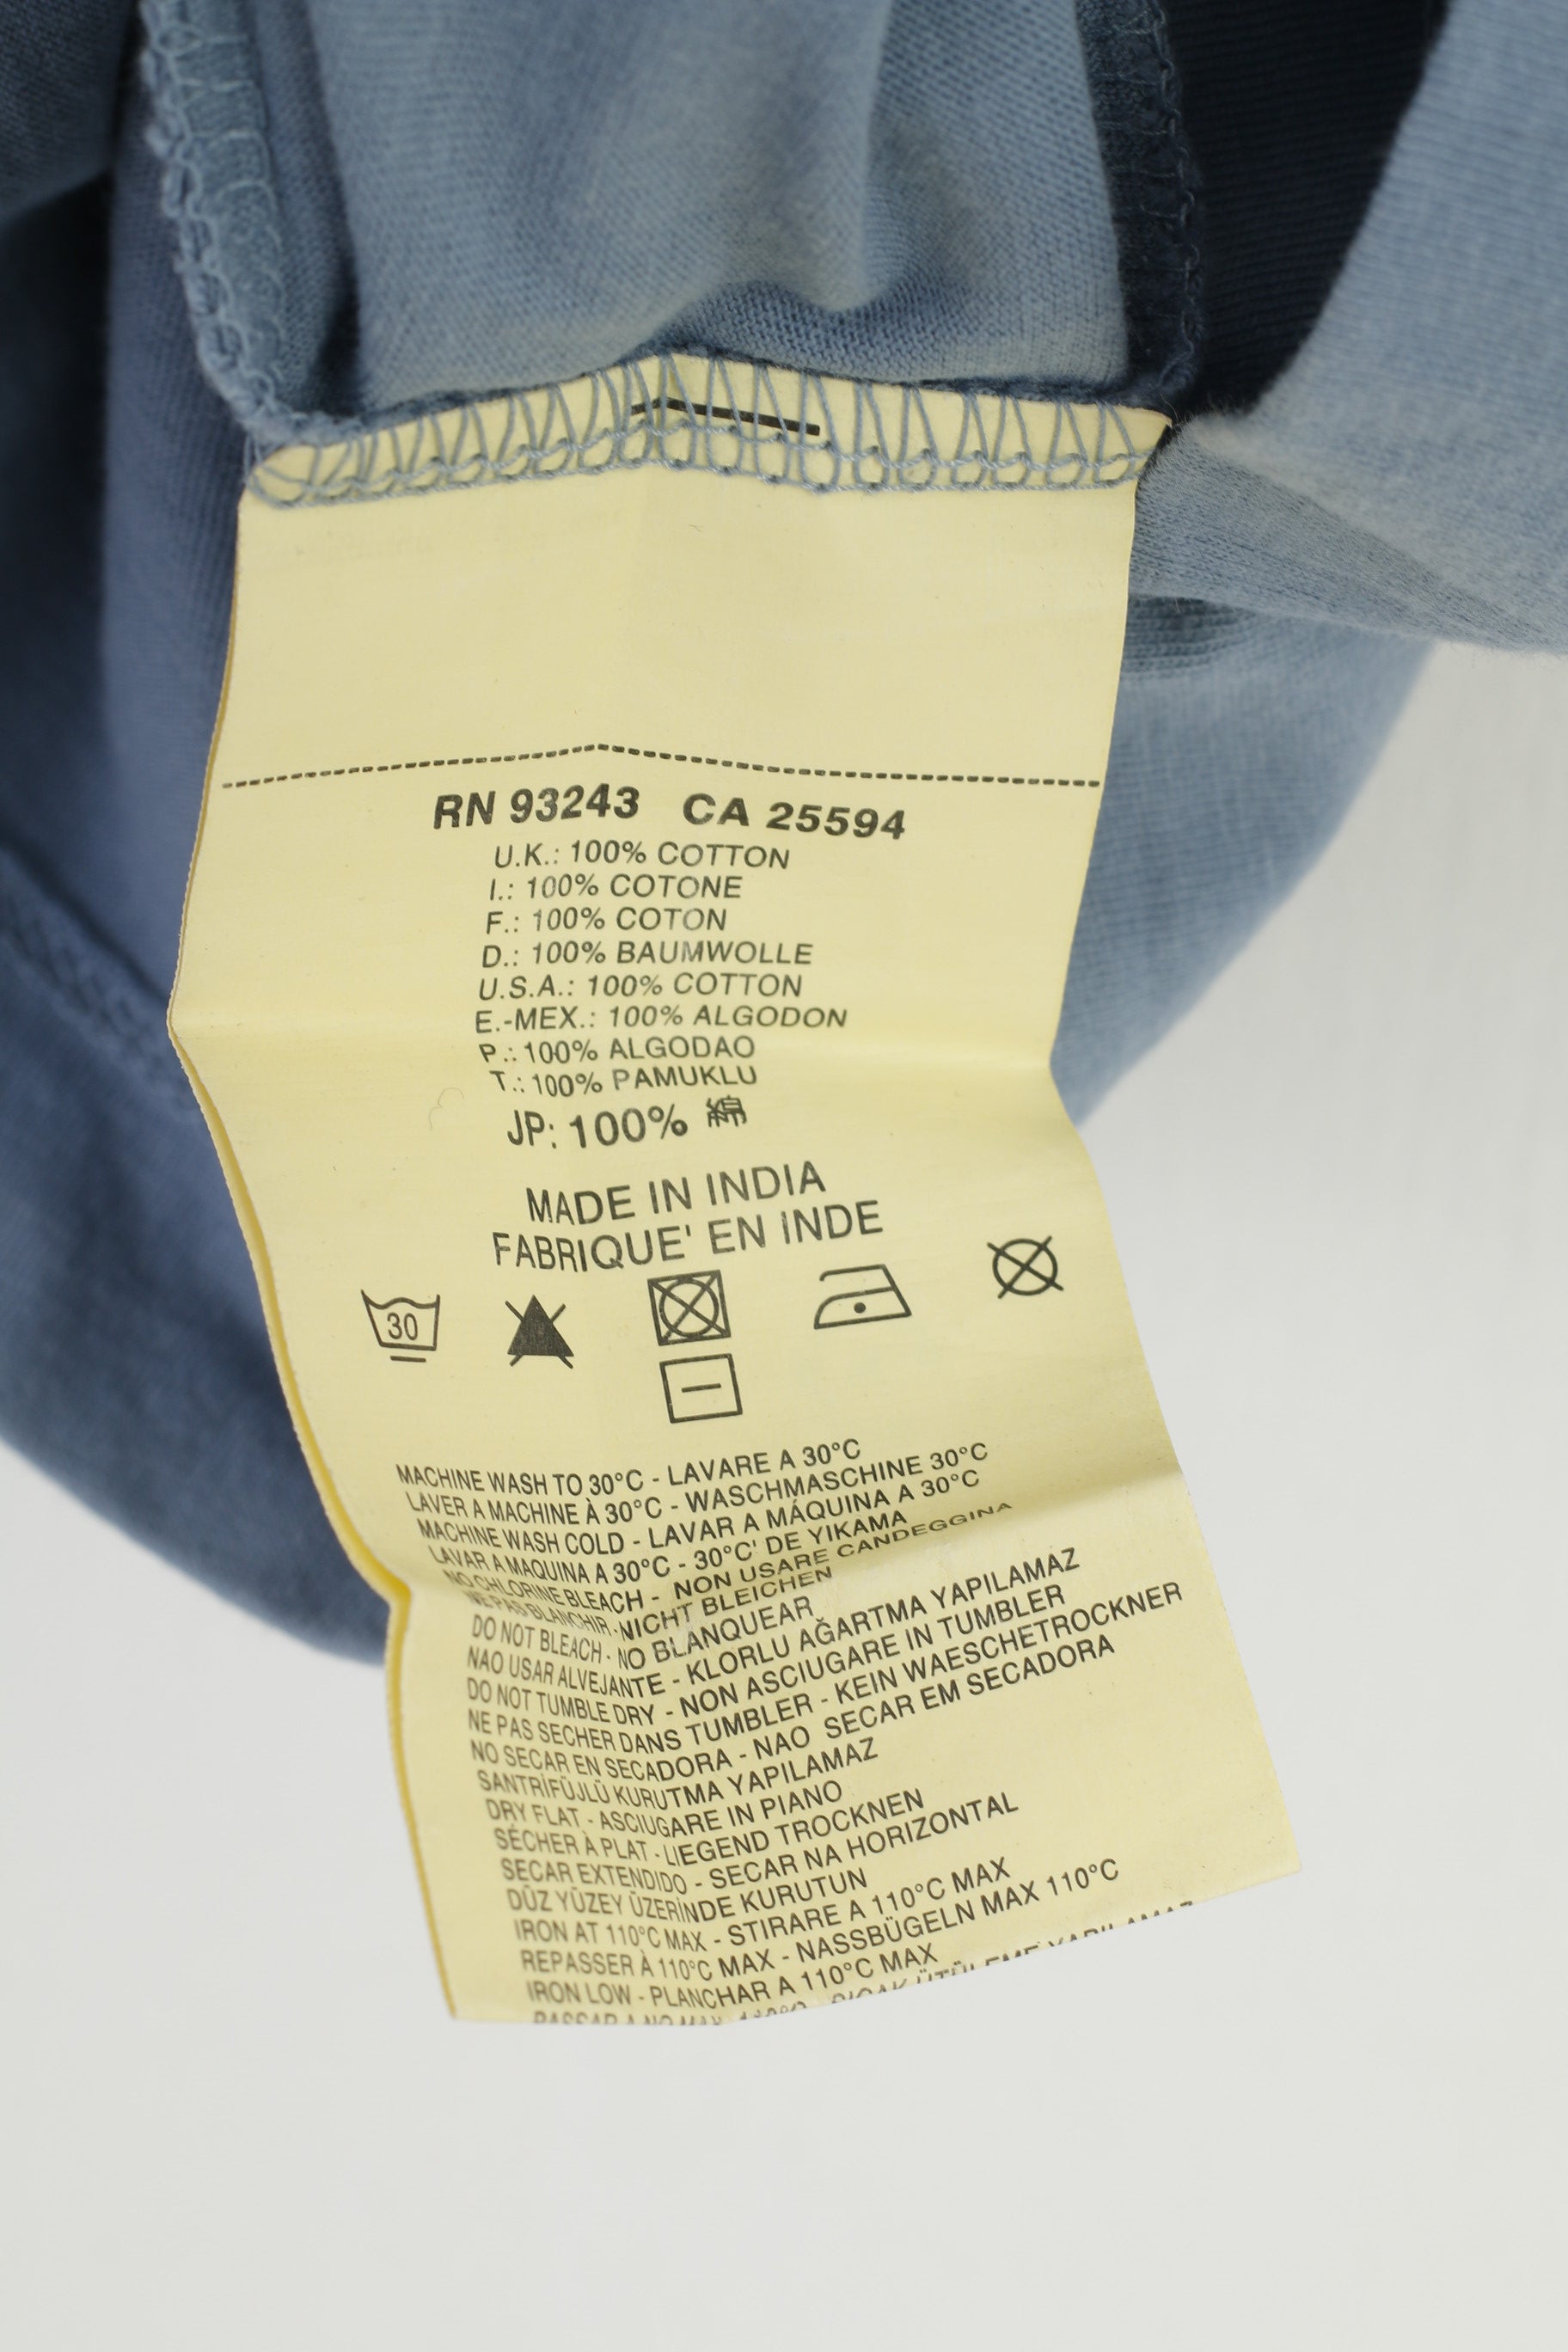 RN 93243 CA 25594
U.K.: 100% COTTON
I.: 100% COTONE
F.: 100% COTON
D.: 100% BAUMWOLLE
U.S.A.: 100% COTTON
E.-MEX.: 100% ALGODON
P.: 100% ALGODAO
T.: 100% PAMUKLU
JP: 100% 綿
MADE IN INDIA
FABRIQUE' EN INDE
30
MACHINE WASH TO 30°C - LAVARE A 30°C
LAVER A MACHINE À 30°C - WASCHMASCHINE 30°C
MACHINE WASH COLD - LAVAR A MÁQUINA A 30°C
LAVAR A MAQUINA A 30°C - 30°C' DE YIKAMA
NO CHLORINE BLEACH - NON USARE CANDEGGINA
NE PAS BLANCHIR - NICHT BLEICHEN
DO NOT BLEACH - NO BLANQUEAR
NAO USAR ALVEJANTE - KLORLU AĞARTMA YAPILAMAZ
DO NOT TUMBLE DRY - NON ASCIUGARE IN TUMBLER
NE PAS SECHER DANS TUMBLER - KEIN WAESCHETROCKNER
NO SECAR EN SECADORA - NAO SECAR EM SECADORA
SANTRİFÜJLÜ KURUTMA YAPILAMAZ
DRY FLAT - ASCIUGARE IN PIANO
SÉCHER À PLAT - LIEGEND TROCKNEN
SECAR EXTENDIDO - SECAR NA HORIZONTAL
DÜZ YÜZEY ÜZERİNDE KURUTUN
IRON AT 110°C MAX - STIRARE A 110°C MAX
REPASSER À 110°C MAX - NASSBÜGELN MAX 110°C
IRON LOW - PLANCHAR A 110°C MAX